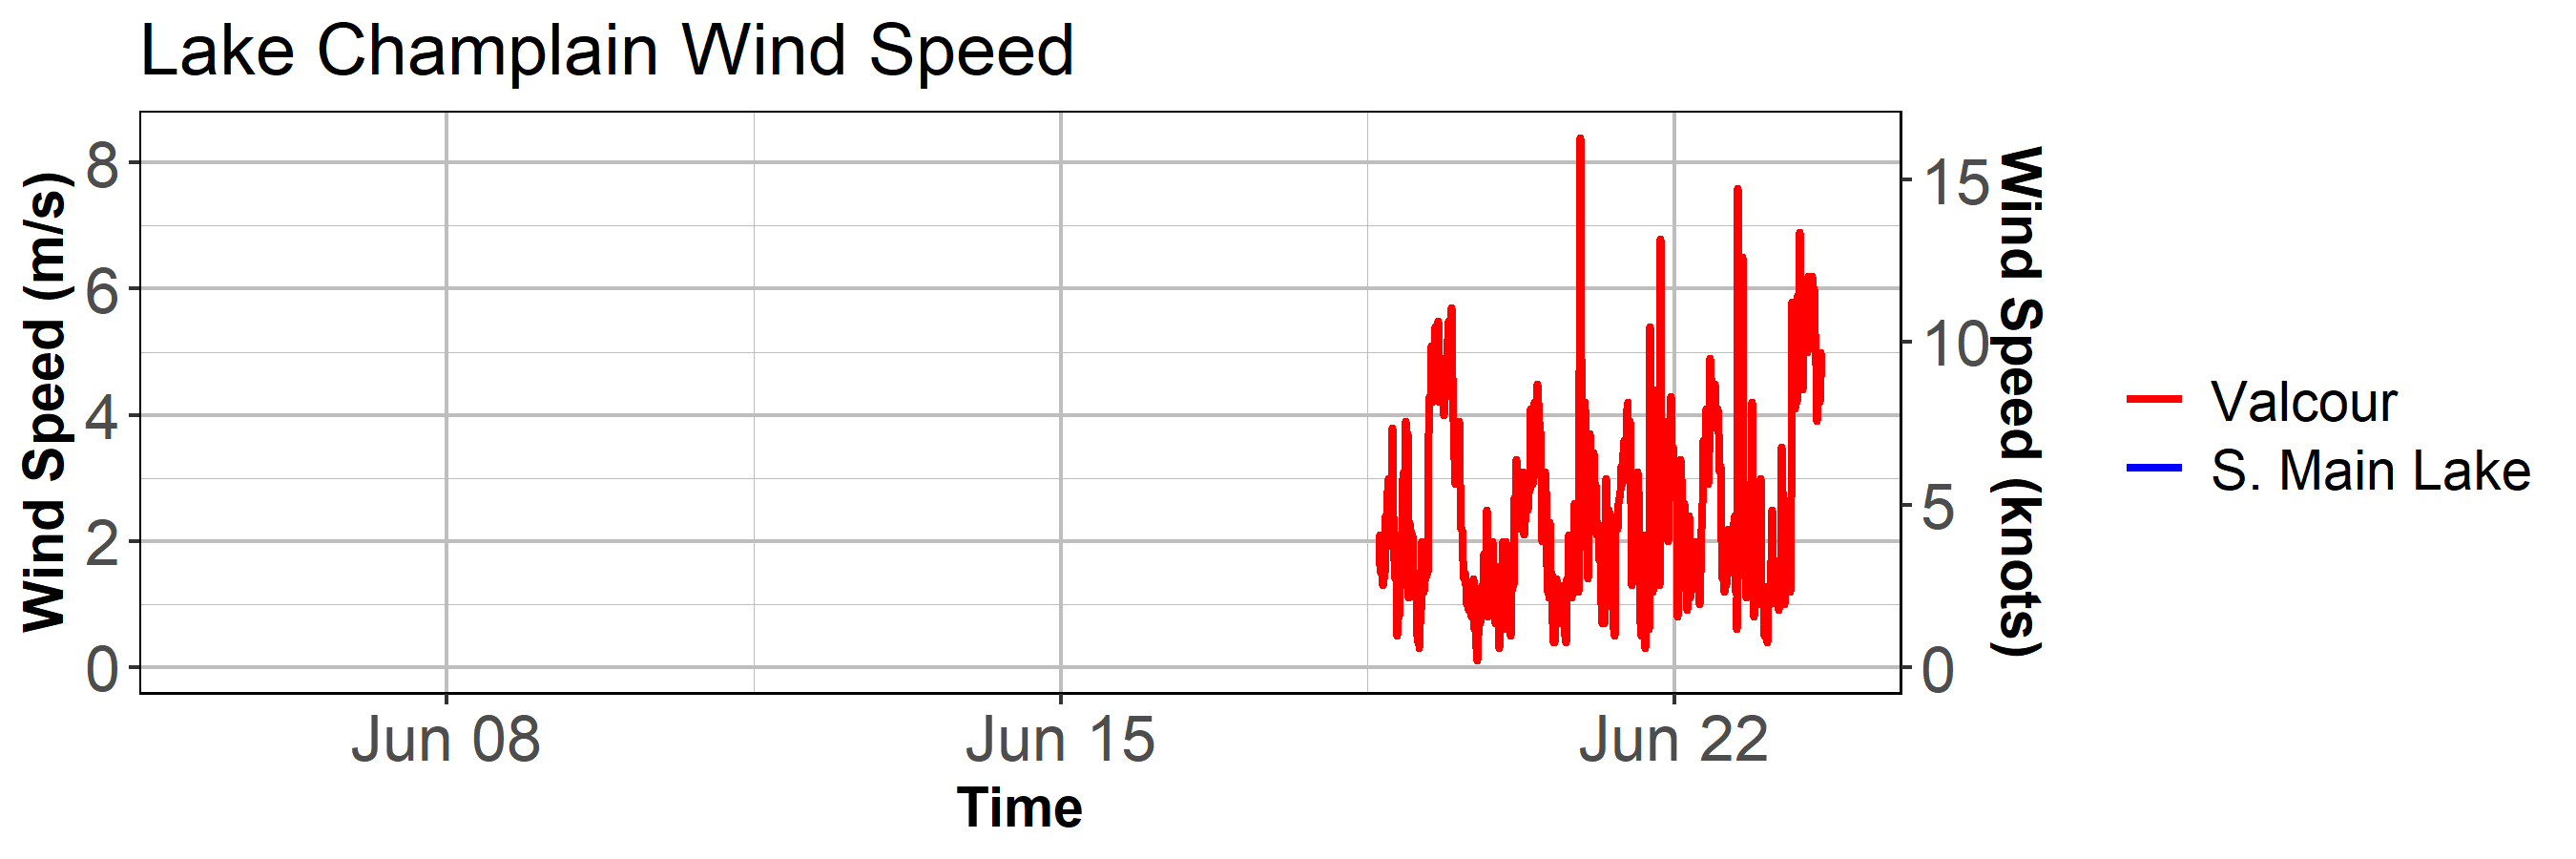 Lake Champlain Wind Speed
Wind Speed (m/s)
8
6
4
2
0
15
10
5
0
Wind Speed (knots)
Jun 08
Jun 15
Jun 22
Time
Valcour
S. Main Lake